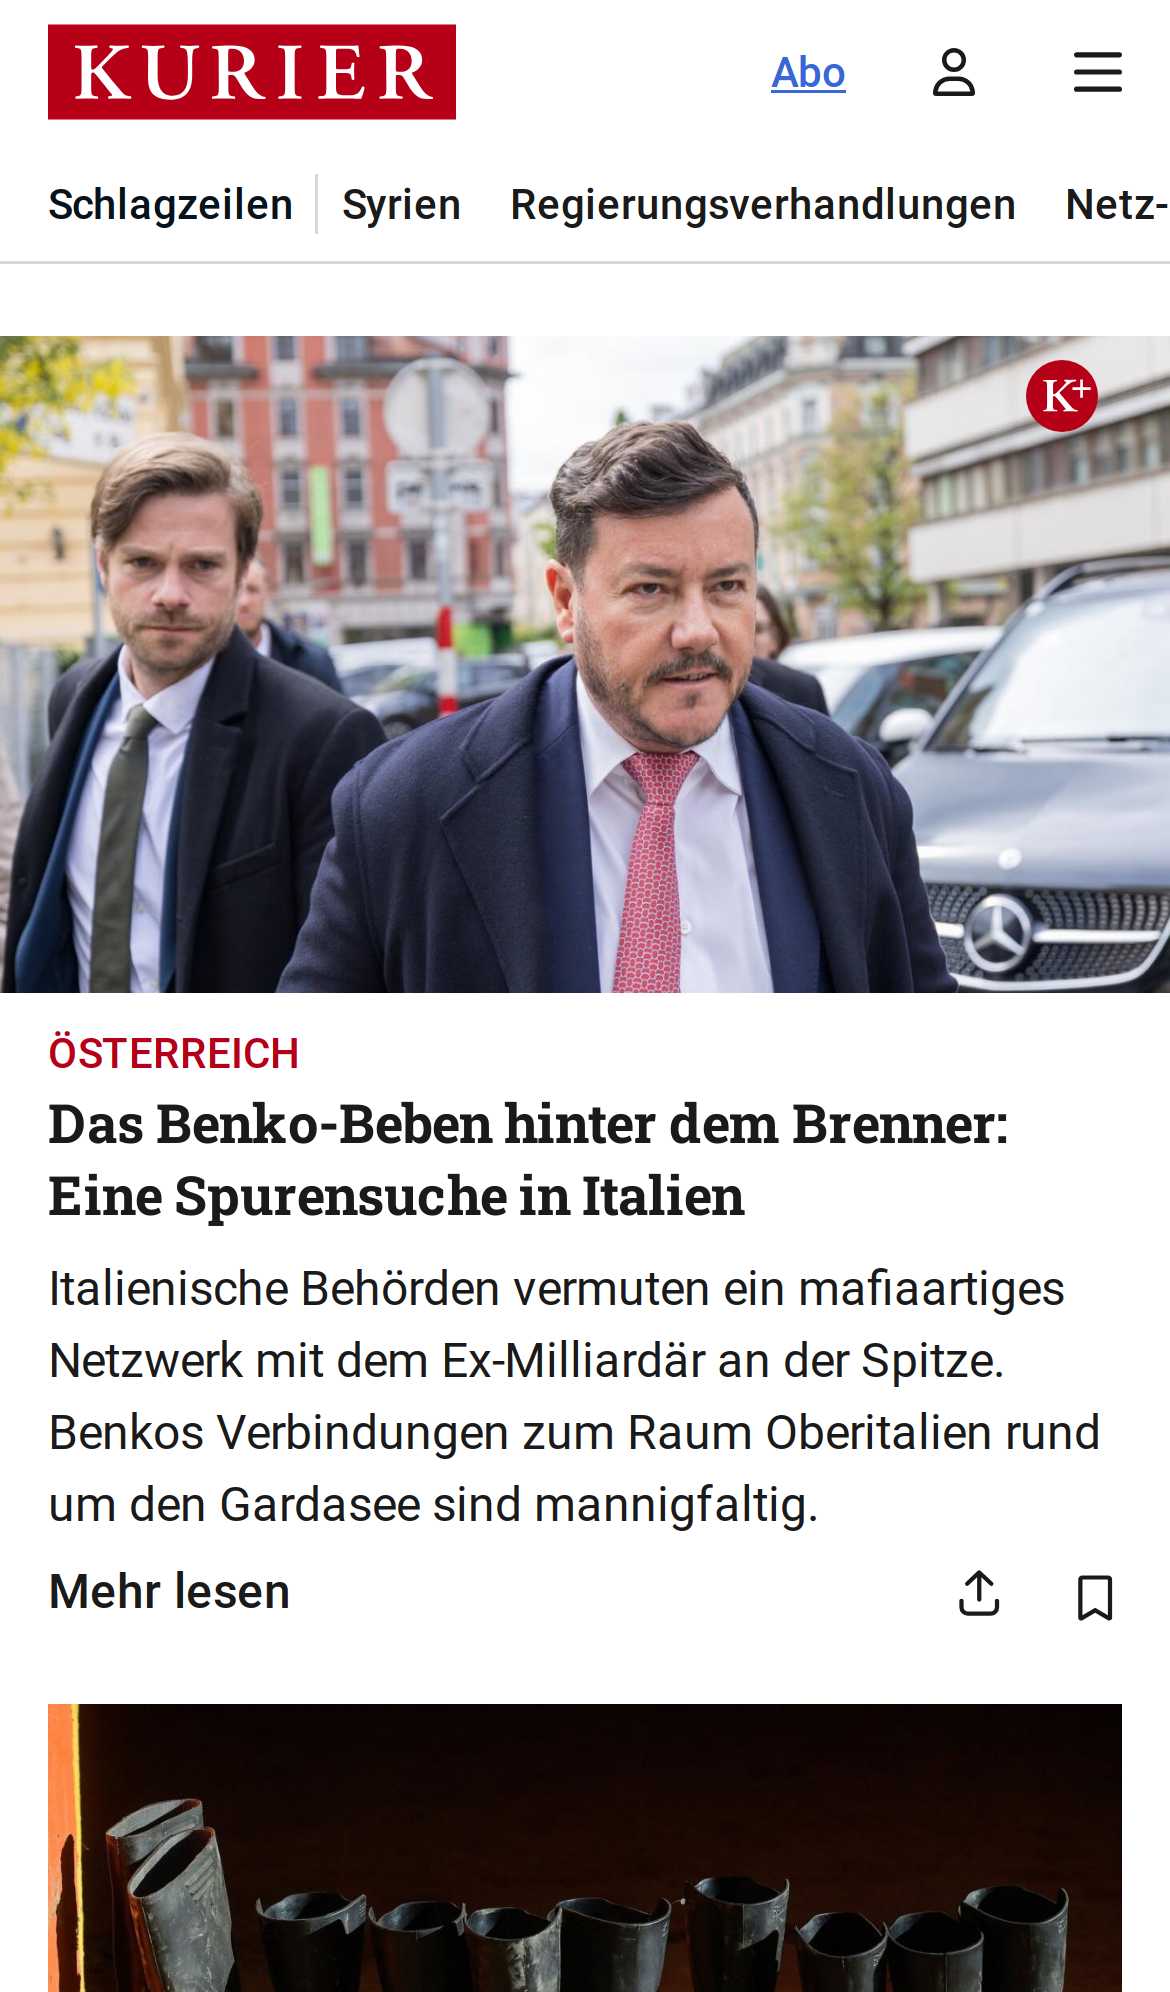 KURIER
Abo
Schlagzeilen Syrien Regierungsverhandlungen Netz-
K+
ÖSTERREICH
Das Benko-Beben hinter dem Brenner:
Eine Spurensuche in Italien
Italienische Behörden vermuten ein mafiaartiges
Netzwerk mit dem Ex-Milliardär an der Spitze.
Benkos Verbindungen zum Raum Oberitalien rund
um den Gardasee sind mannigfaltig.
Mehr lesen